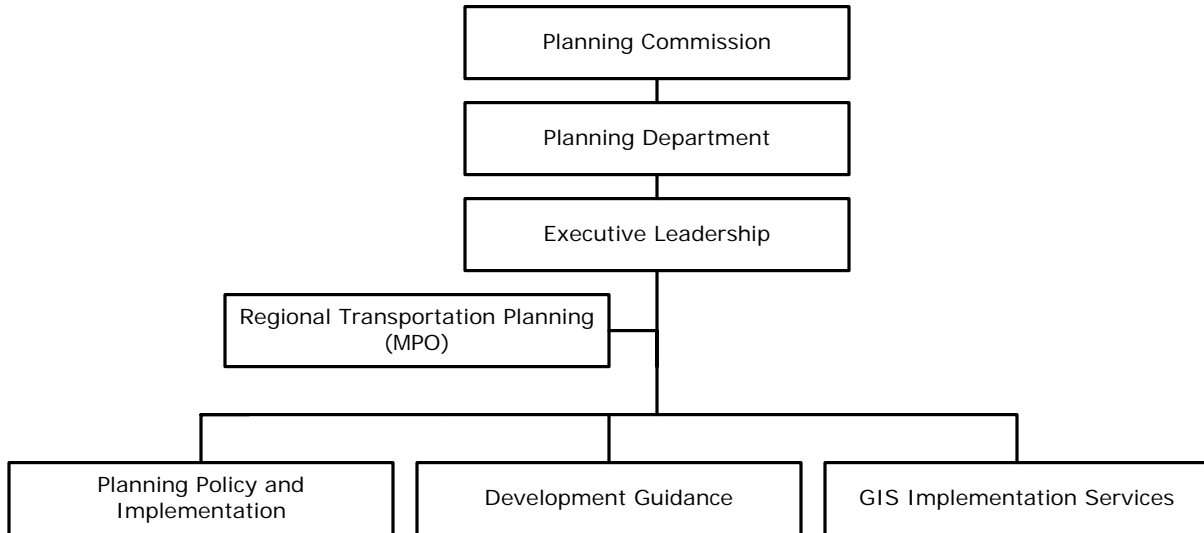 Planning Commission
Planning Department
Executive Leadership
Regional Transportation Planning
(MPO)
Planning Policy and
Implementation
Development Guidance
GIS Implementation Services